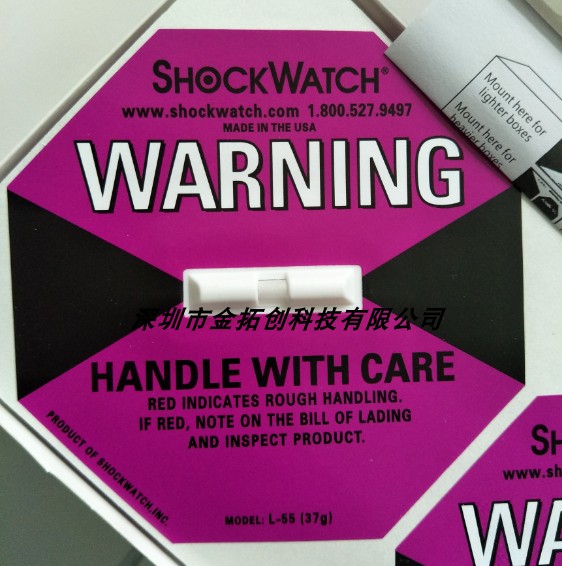 SHOCKWATCH®
www.shockwatch.com 1.800.527.9497
MADE IN THE USA
WARNING
深圳市金拓创科技有限公司
HANDLE WITH CARE
RED INDICATES ROUGH HANDLING.
IF RED, NOTE ON THE BILL OF LADING
AND INSPECT PRODUCT.
PRODUCT OF SHOCKWATCH, INC.
MODEL: L-55 (37g)
Mount here for
lighter boxes
Mount here for
heavier boxes
SH
www.sh
WA